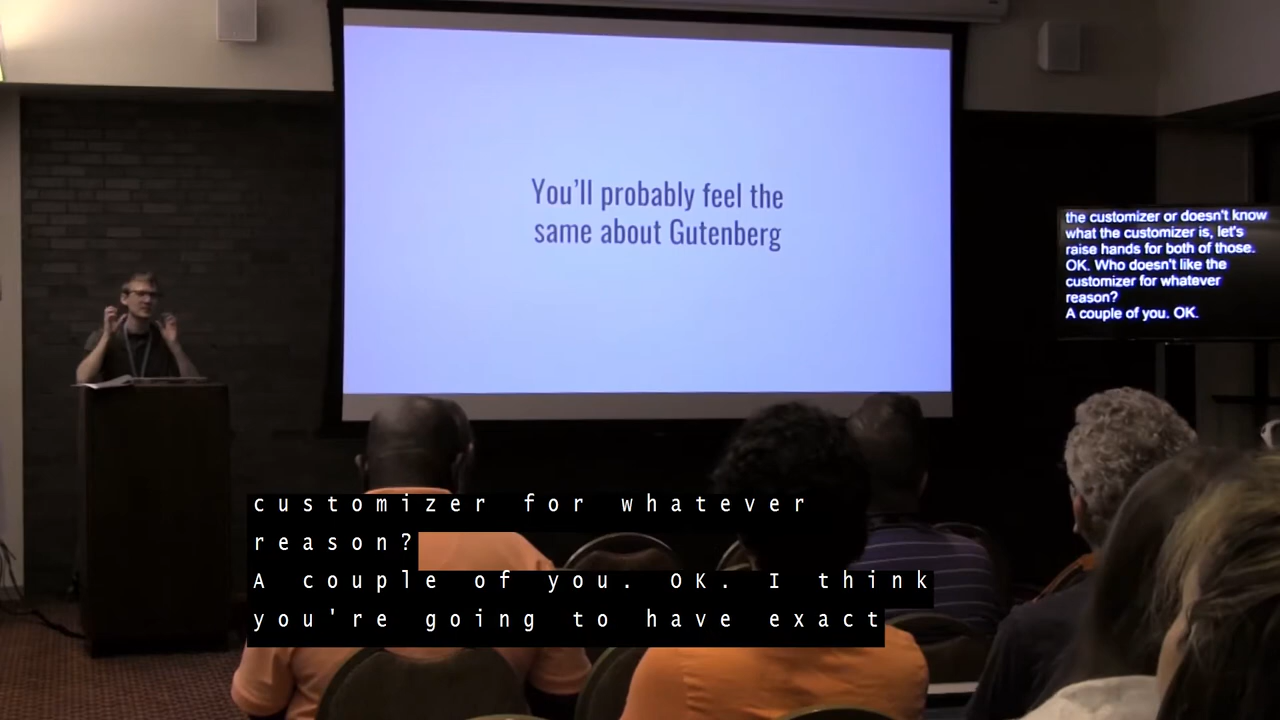 You'll probably feel the
same about Gutenberg
the customizer or doesn't know
what the customizer is, let's
raise hands for both of those.
OK. Who doesn't like the
customizer for whatever
reason?
A couple of you. OK.
customizer for whatever
reason?
A couple of you. OK. I think
you're going to have exact